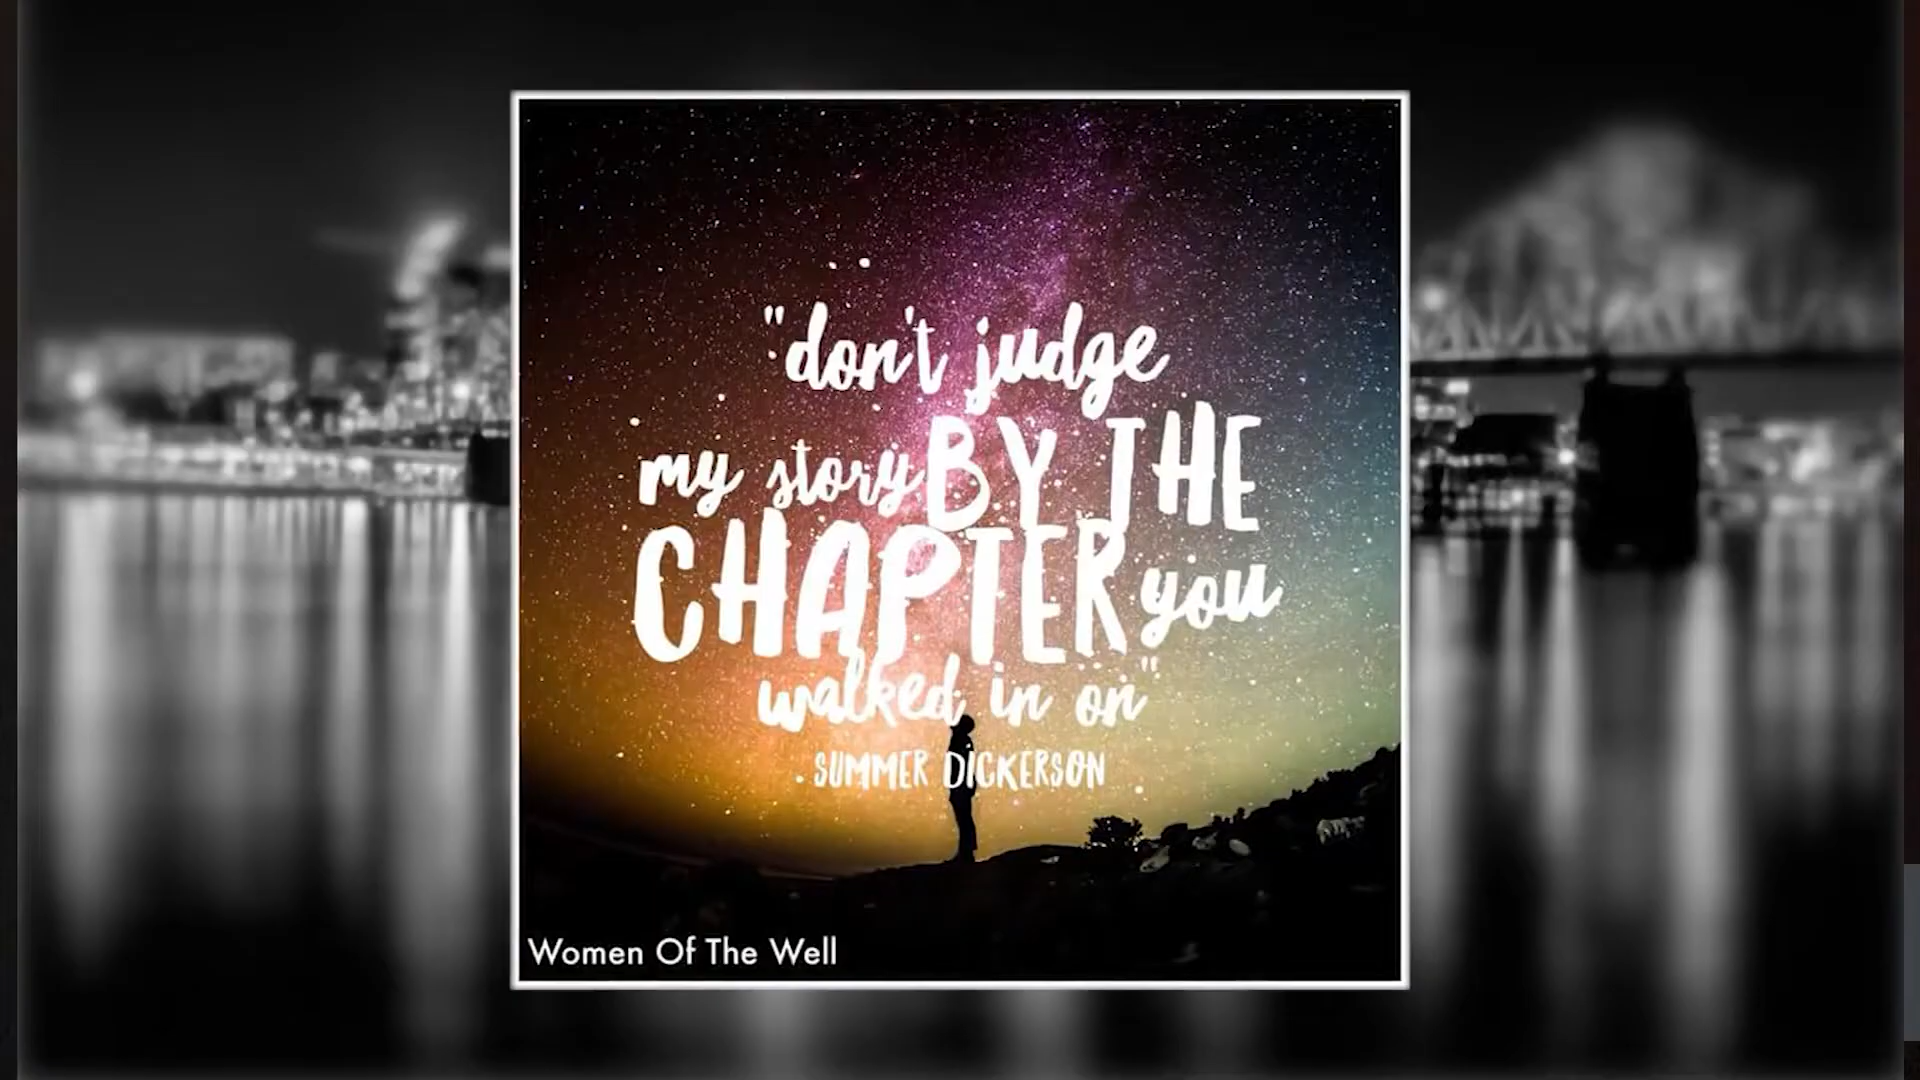 "don't judge
my story BY THE
CHAPTER you
walked in on"
SUMMER DICKERSON
Women Of The Well